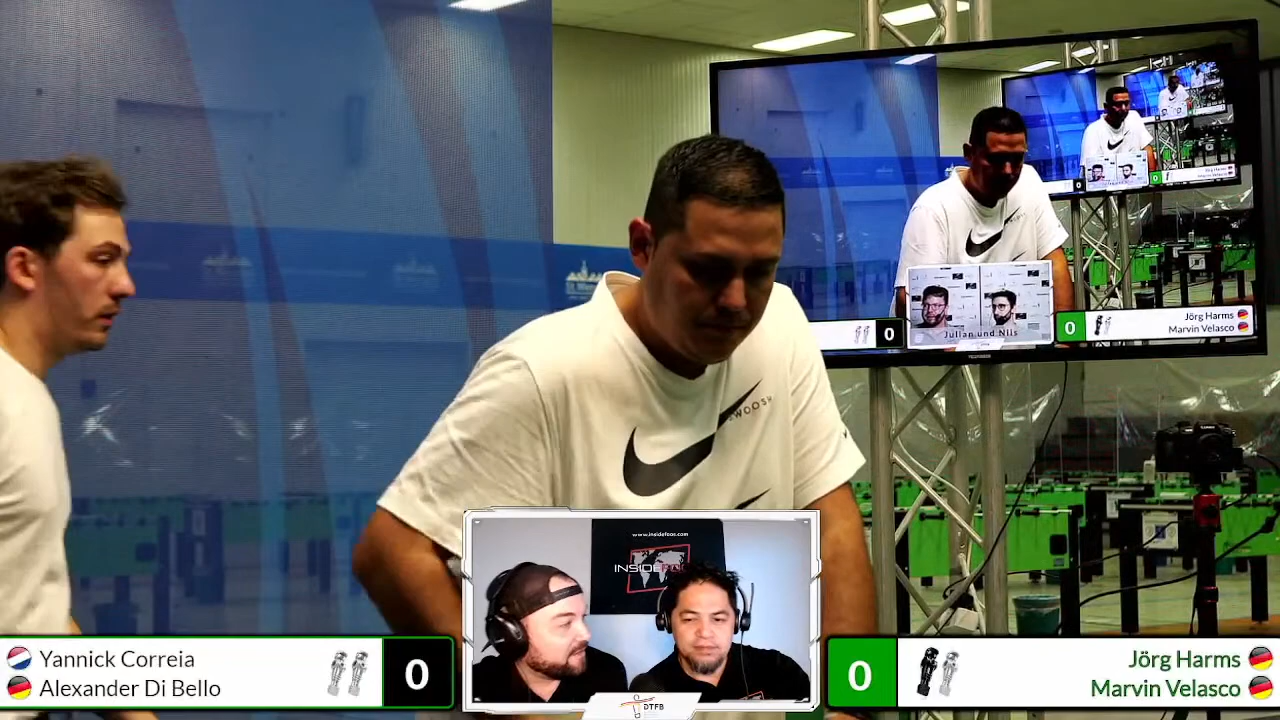 SWOOSH
0
Julian und Nils
0
Jörg Harms
Marvin Velasco
0
www.insidefoos.com
INSIDE
Yannick Correia
Alexander Di Bello
0
0
Jörg Harms
Marvin Velasco
DTFB